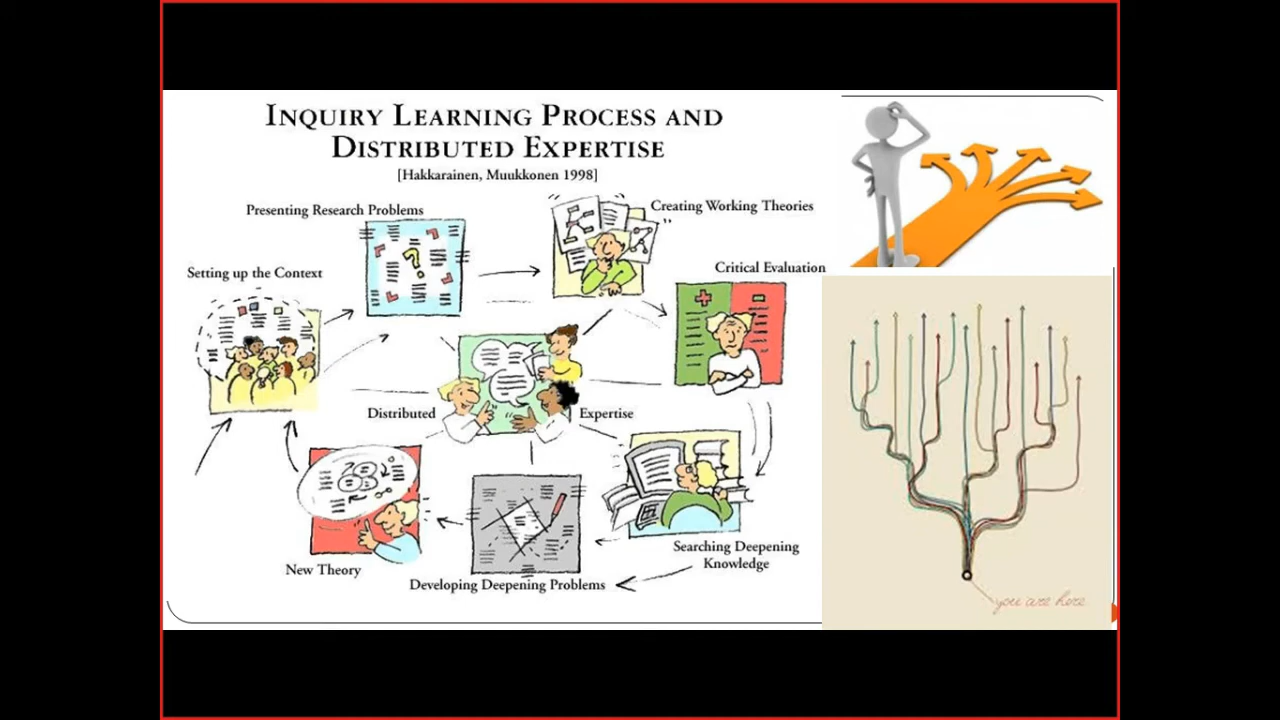 INQUIRY LEARNING PROCESS AND
DISTRIBUTED EXPERTISE
[Hakkarainen, Muukkonen 1998]
Presenting Research Problems
Creating Working Theories
Setting up the Context
Critical Evaluation
Distributed
Expertise
Searching Deepening
Knowledge
New Theory
Developing Deepening Problems
you are here